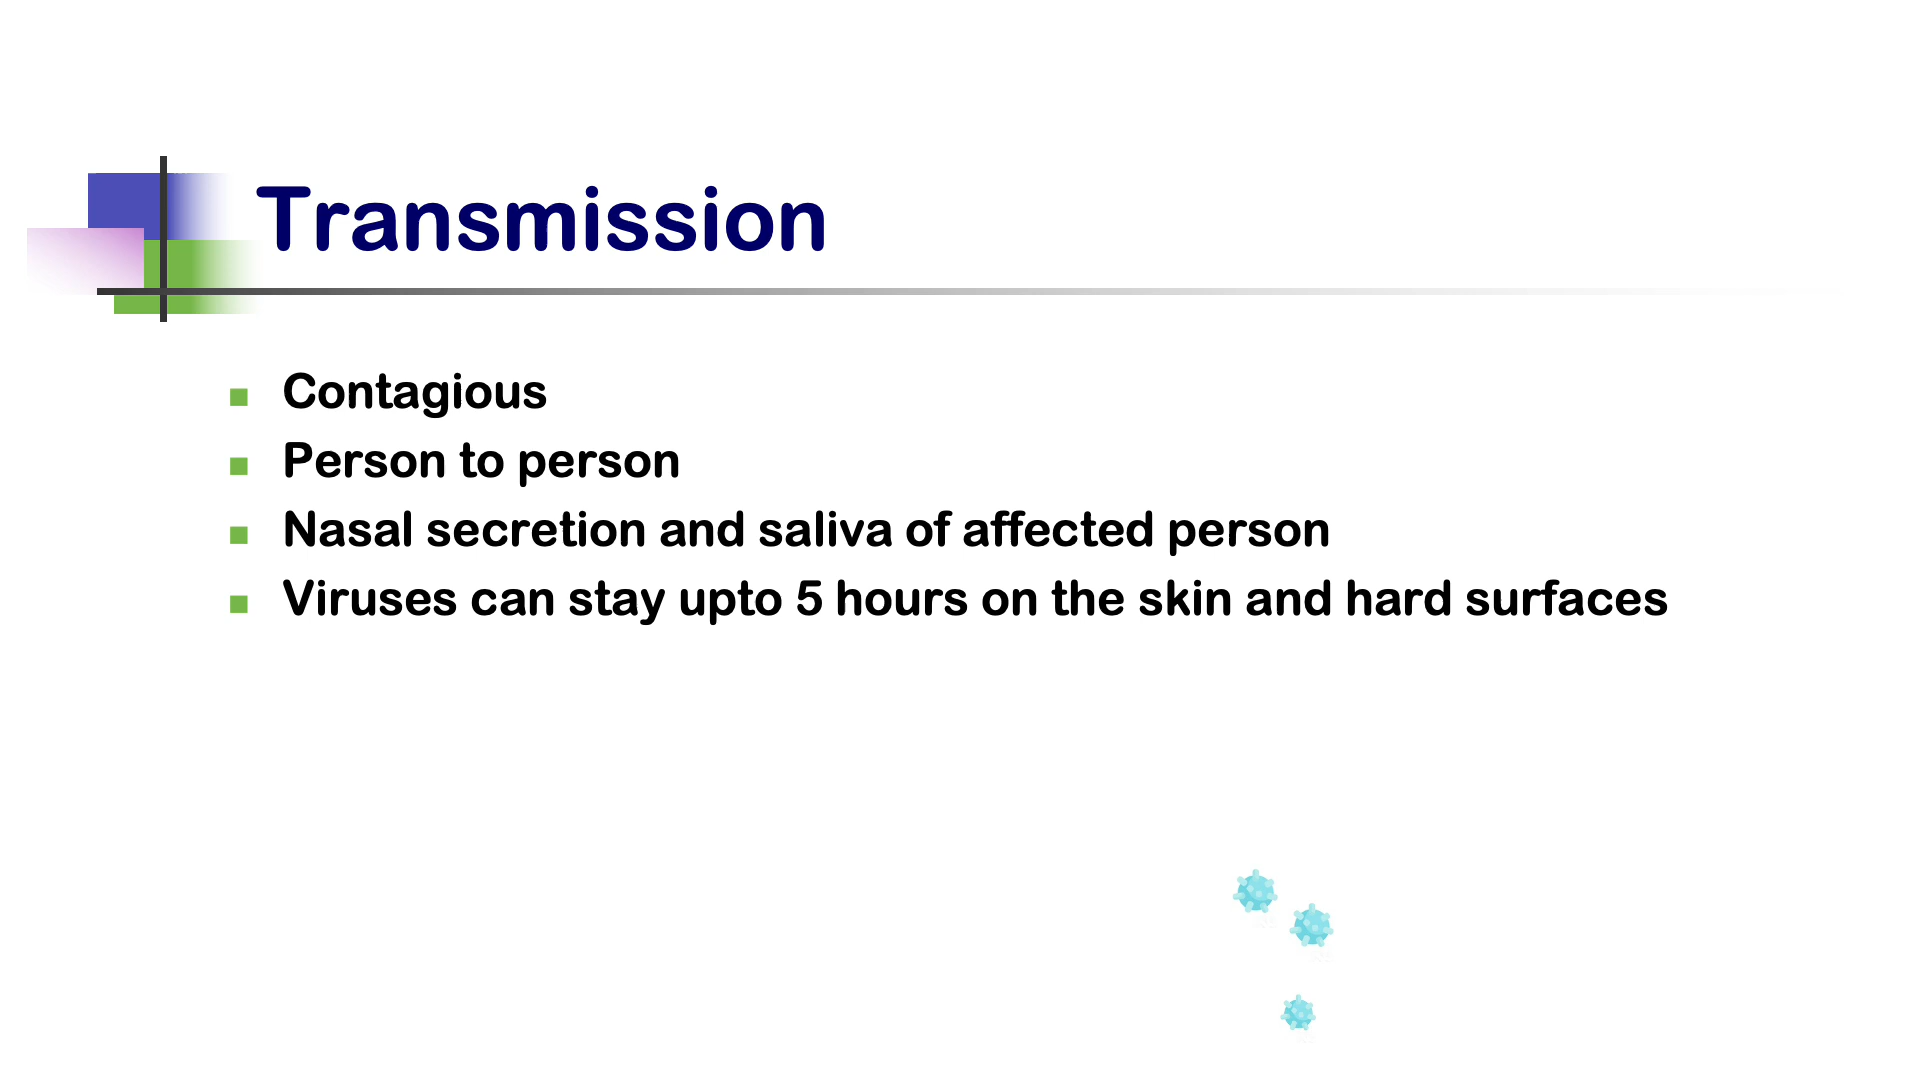 Transmission
Contagious
Person to person
Nasal secretion and saliva of affected person
Viruses can stay upto 5 hours on the skin and hard surfaces